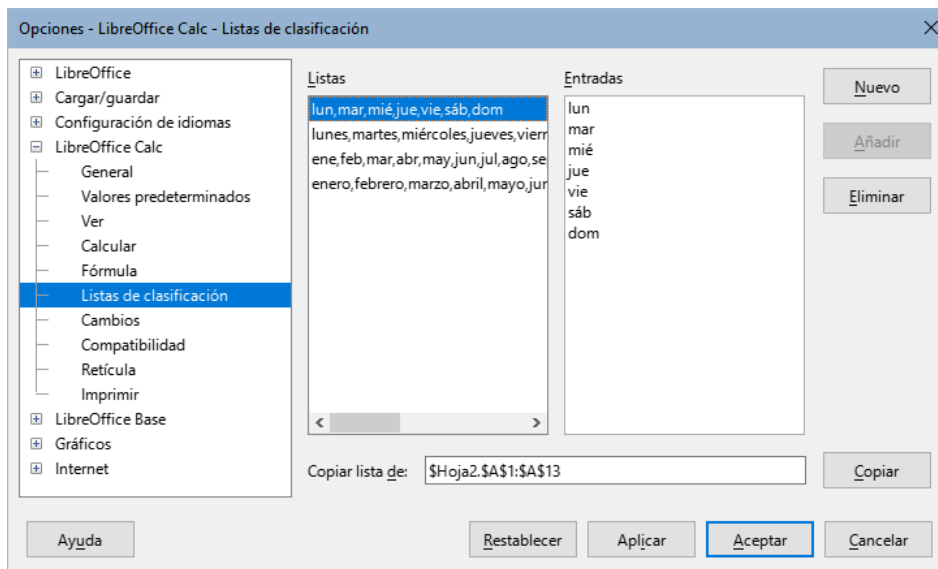 Opciones - LibreOffice Calc - Listas de clasificación
LibreOffice
Cargar/guardar
Configuración de idiomas
LibreOffice Calc
General
Valores predeterminados
Ver
Calcular
Fórmula
Listas de clasificación
Cambios
Compatibilidad
Retícula
Imprimir
LibreOffice Base
Gráficos
Internet
Listas
lun,mar,mié,jue,vie,sáb,dom
lunes,martes,miércoles,jueves,vierr
ene,feb,mar,abr,may,jun,jul,ago,se
enero,febrero,marzo,abril,mayo,jur
Entradas
lun
mar
mié
jue
vie
sáb
dom
Nuevo
Añadir
Eliminar
Copiar lista de:
$Hoja2.$A$1:$A$13
Copiar
Ayuda
Restablecer
Aplicar
Aceptar
Cancelar